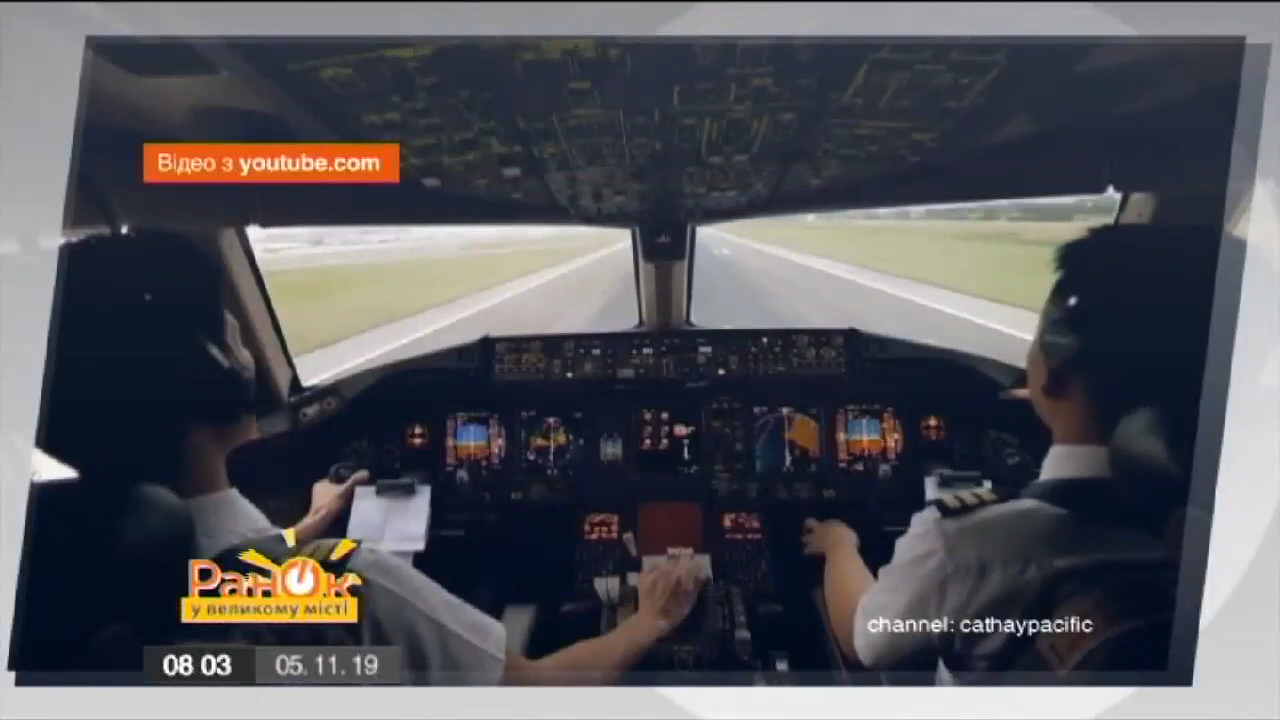 Відео з youtube.com
Ранок
у великому місті
channel: cathaypacific
08 03 05. 11. 19